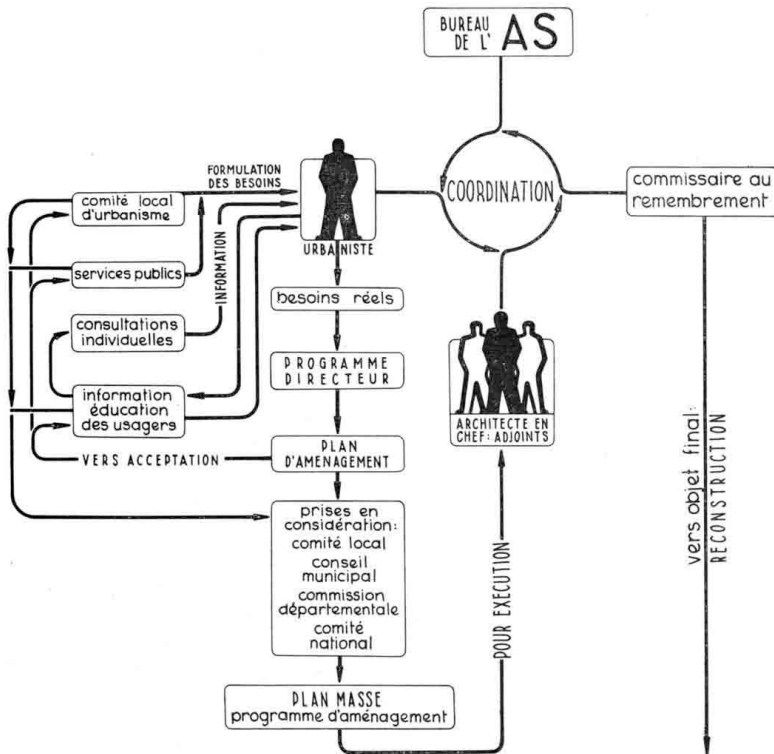 BUREAU
DE L' AS
FORMULATION
DES BESOINS
comité local
d'urbanisme
services publics
INFORMATION
consultations
individuelles
information
éducation
des usagers
VERS ACCEPTATION
URBANISTE
besoins réels
PROGRAMME
DIRECTEUR
PLAN
D'AMENAGEMENT
prises en
considération:
comité local
conseil
municipal
commission
départementale
comité
national
PLAN MASSE
programme d'aménagement
COORDINATION
commissaire au
remembrement
ARCHITECTE EN
CHEF: ADJOINTS
POUR EXECUTION
vers objet final:
RECONSTRUCTION